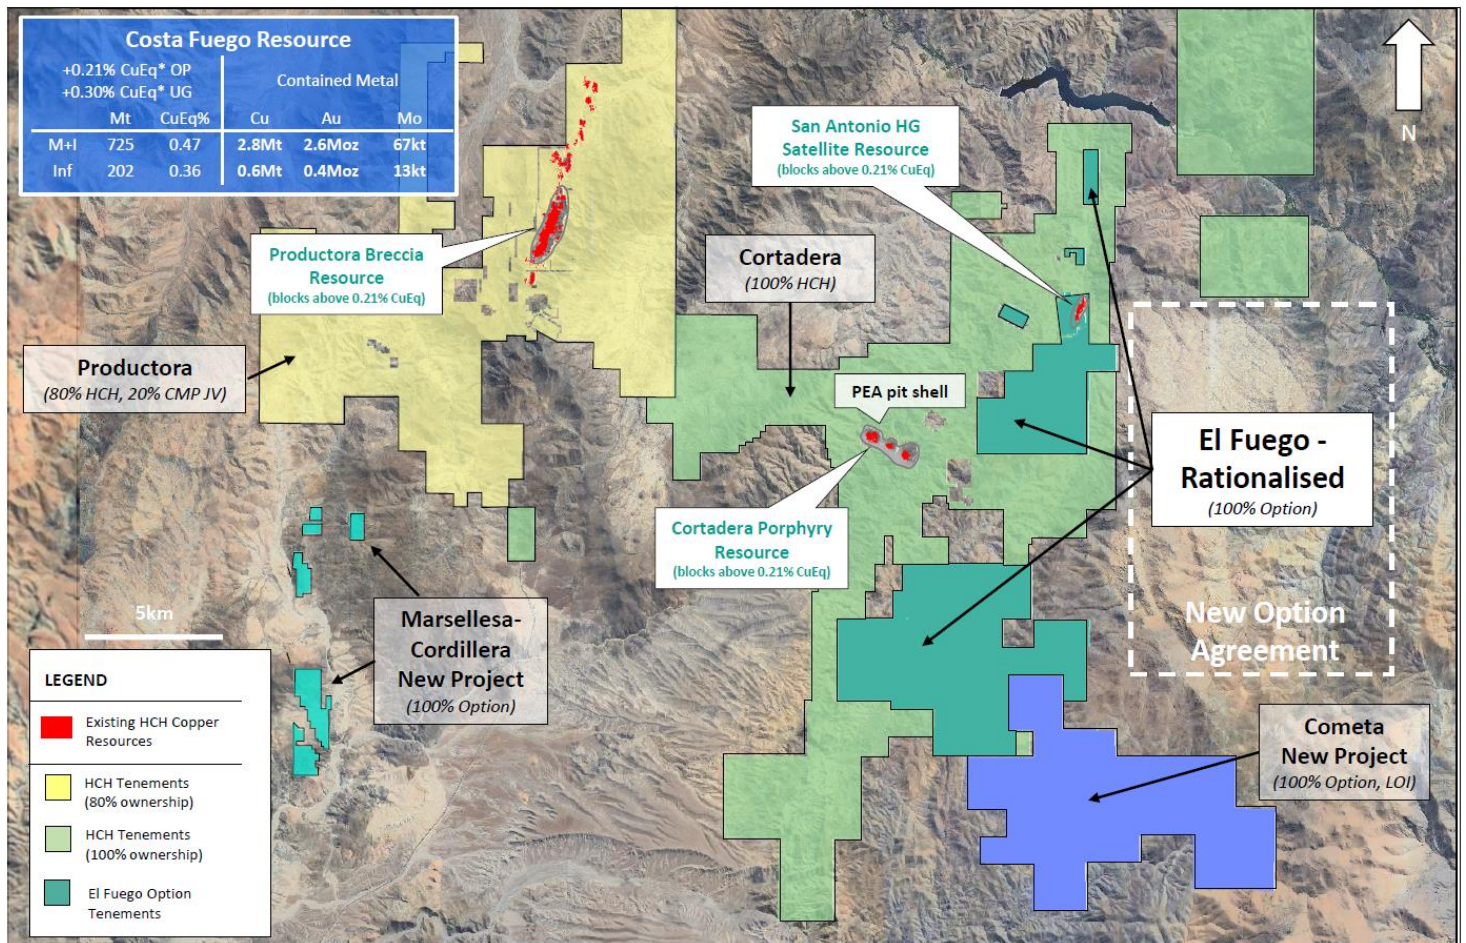 Costa Fuego Resource
+0.21% CuEq* OP
+0.30% CuEq* UG
Contained Metal
Mt CuEq% Cu Au Mo
M+I 725 0.47 2.8Mt 2.6Moz 67kt
Inf 202 0.36 0.6Mt 0.4Moz 13kt
N
San Antonio HG
Satellite Resource
(blocks above 0.21% CuEq)
Productora Breccia
Resource
(blocks above 0.21% CuEq)
Cortadera
(100% HCH)
Productora
(80% HCH, 20% CMP JV)
PEA pit shell
El Fuego -
Rationalised
(100% Option)
Cortadera Porphyry
Resource
(blocks above 0.21% CuEq)
New Option
Agreement
5km
Marsellesa-
Cordillera
New Project
(100% Option)
Cometa
New Project
(100% Option, LOI)
LEGEND
Existing HCH Copper
Resources
HCH Tenements
(80% ownership)
HCH Tenements
(100% ownership)
El Fuego Option
Tenements